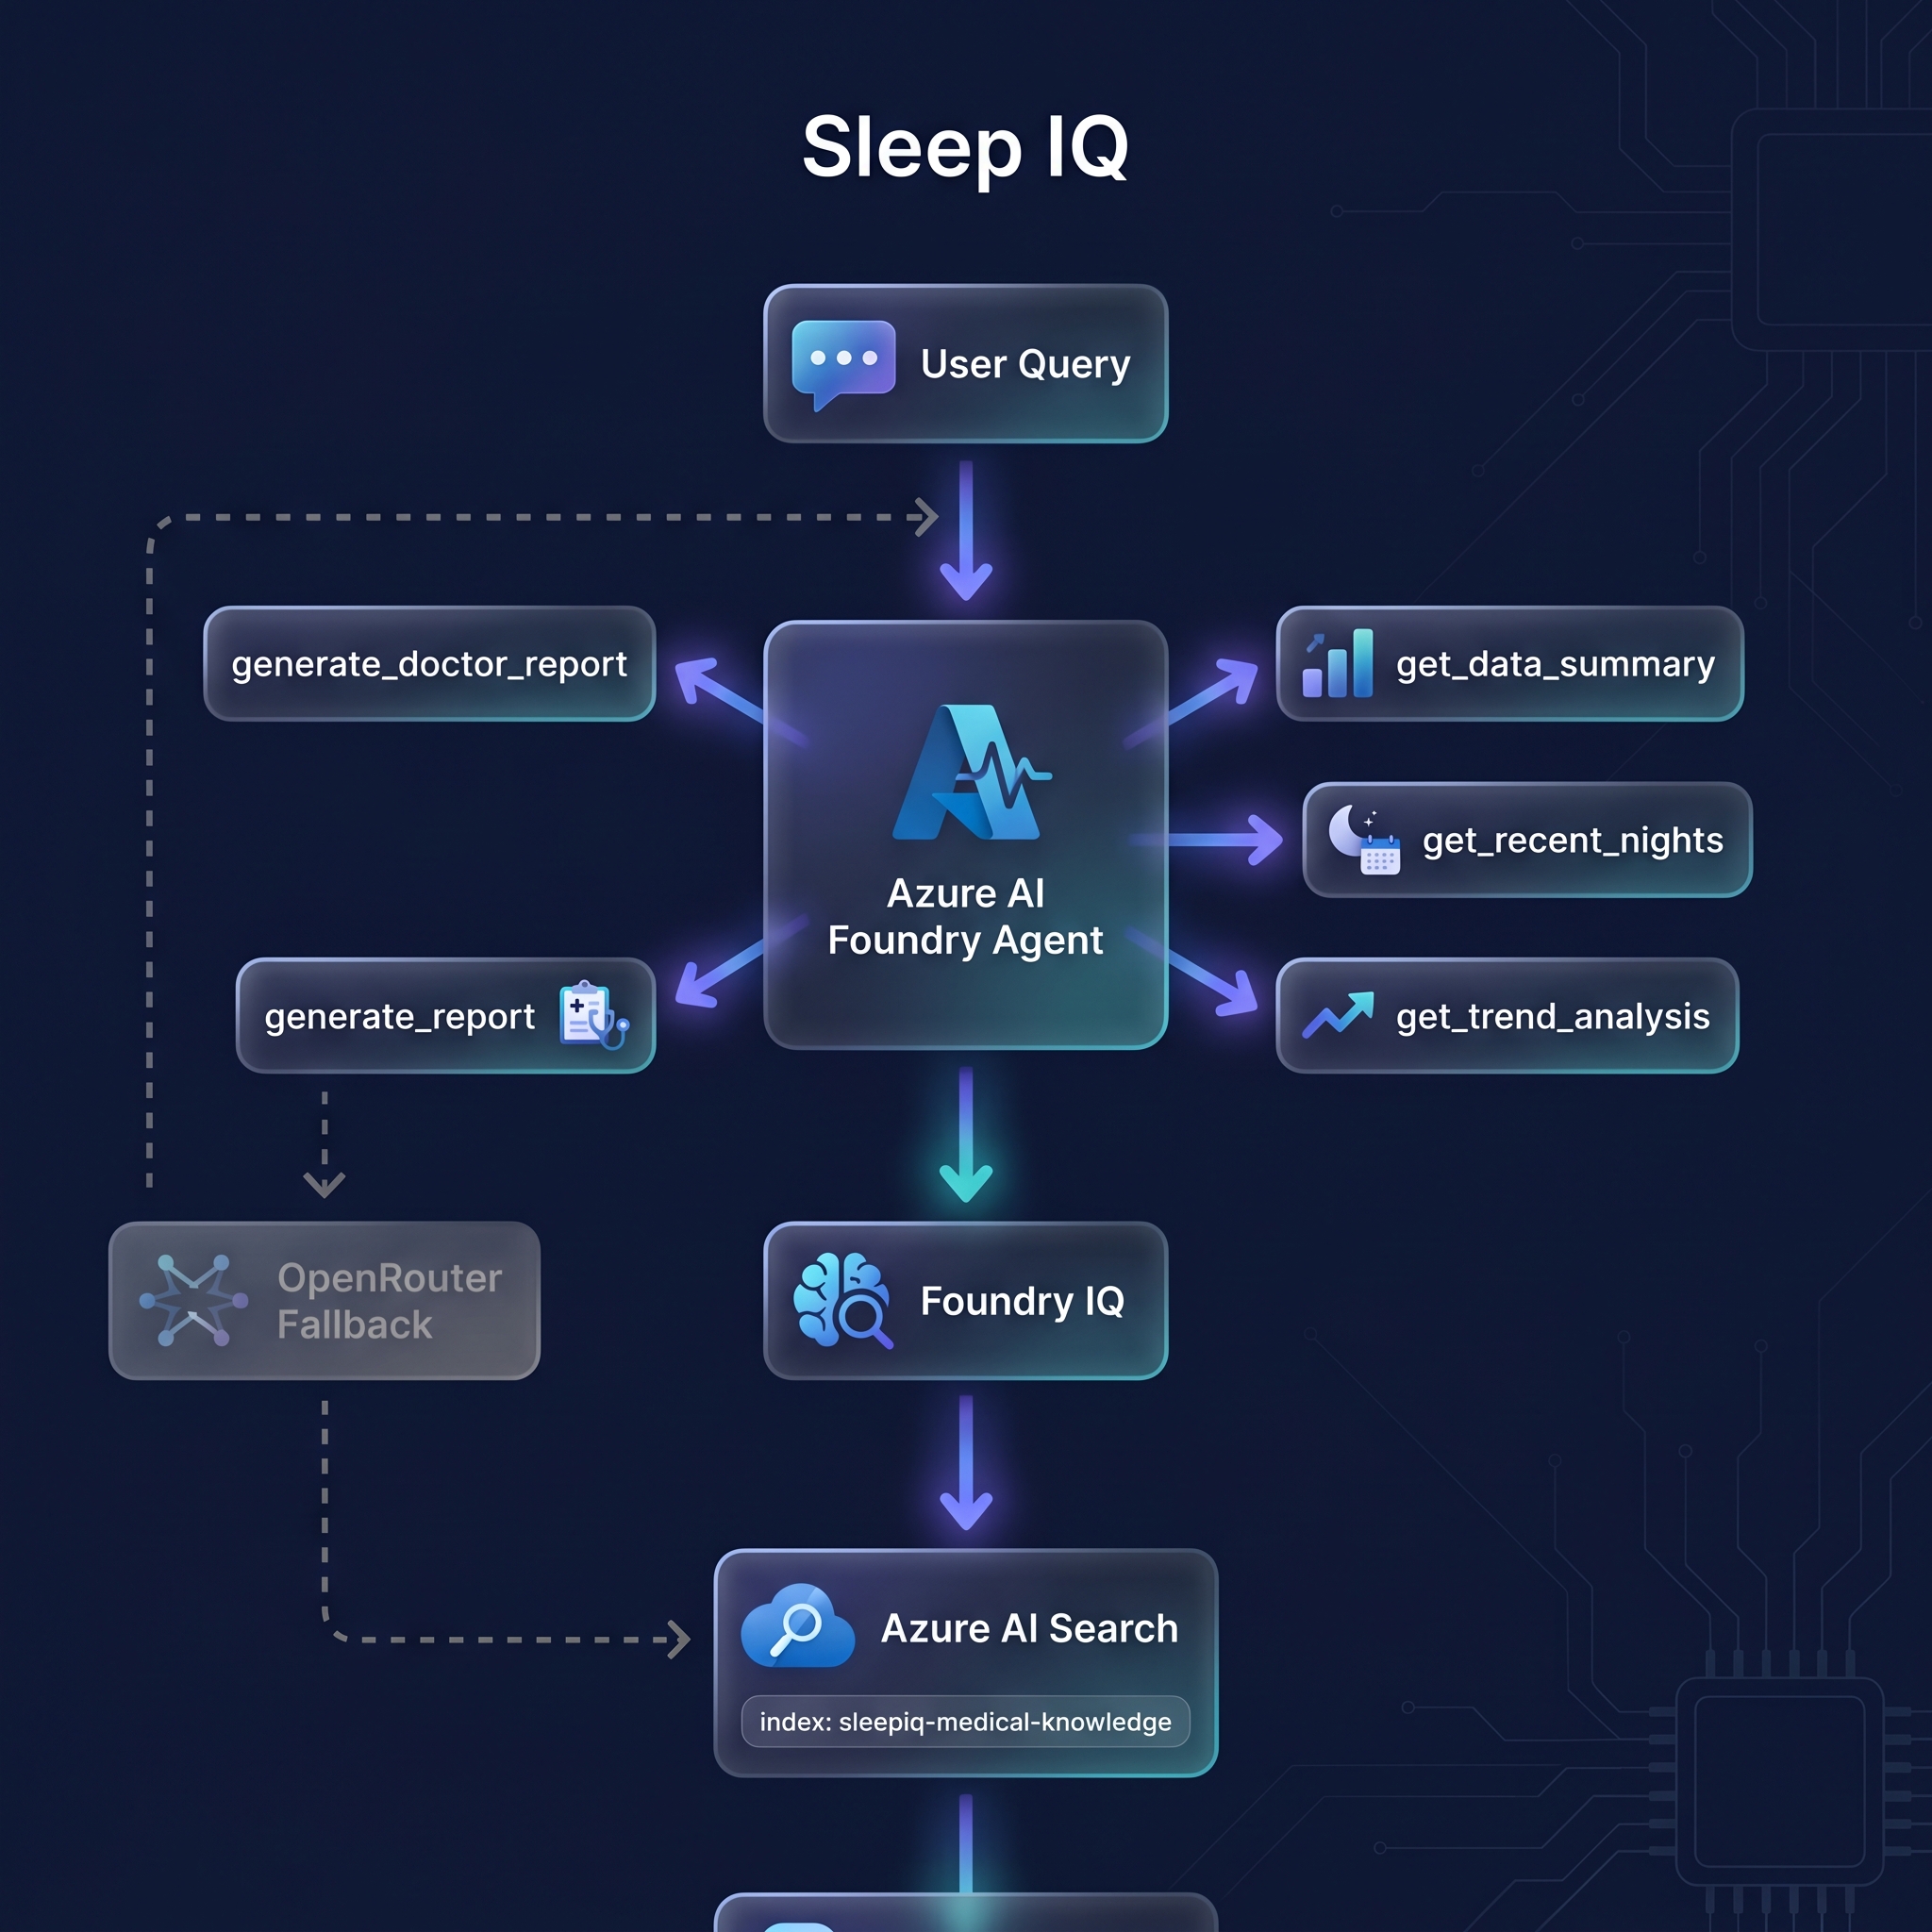 Sleep IQ
User Query
generate_doctor_report
get_data_summary
get_recent_nights
Azure AI
Foundry Agent
generate_report
get_trend_analysis
OpenRouter
Fallback
Foundry IQ
Azure AI Search
index: sleepiq-medical-knowledge